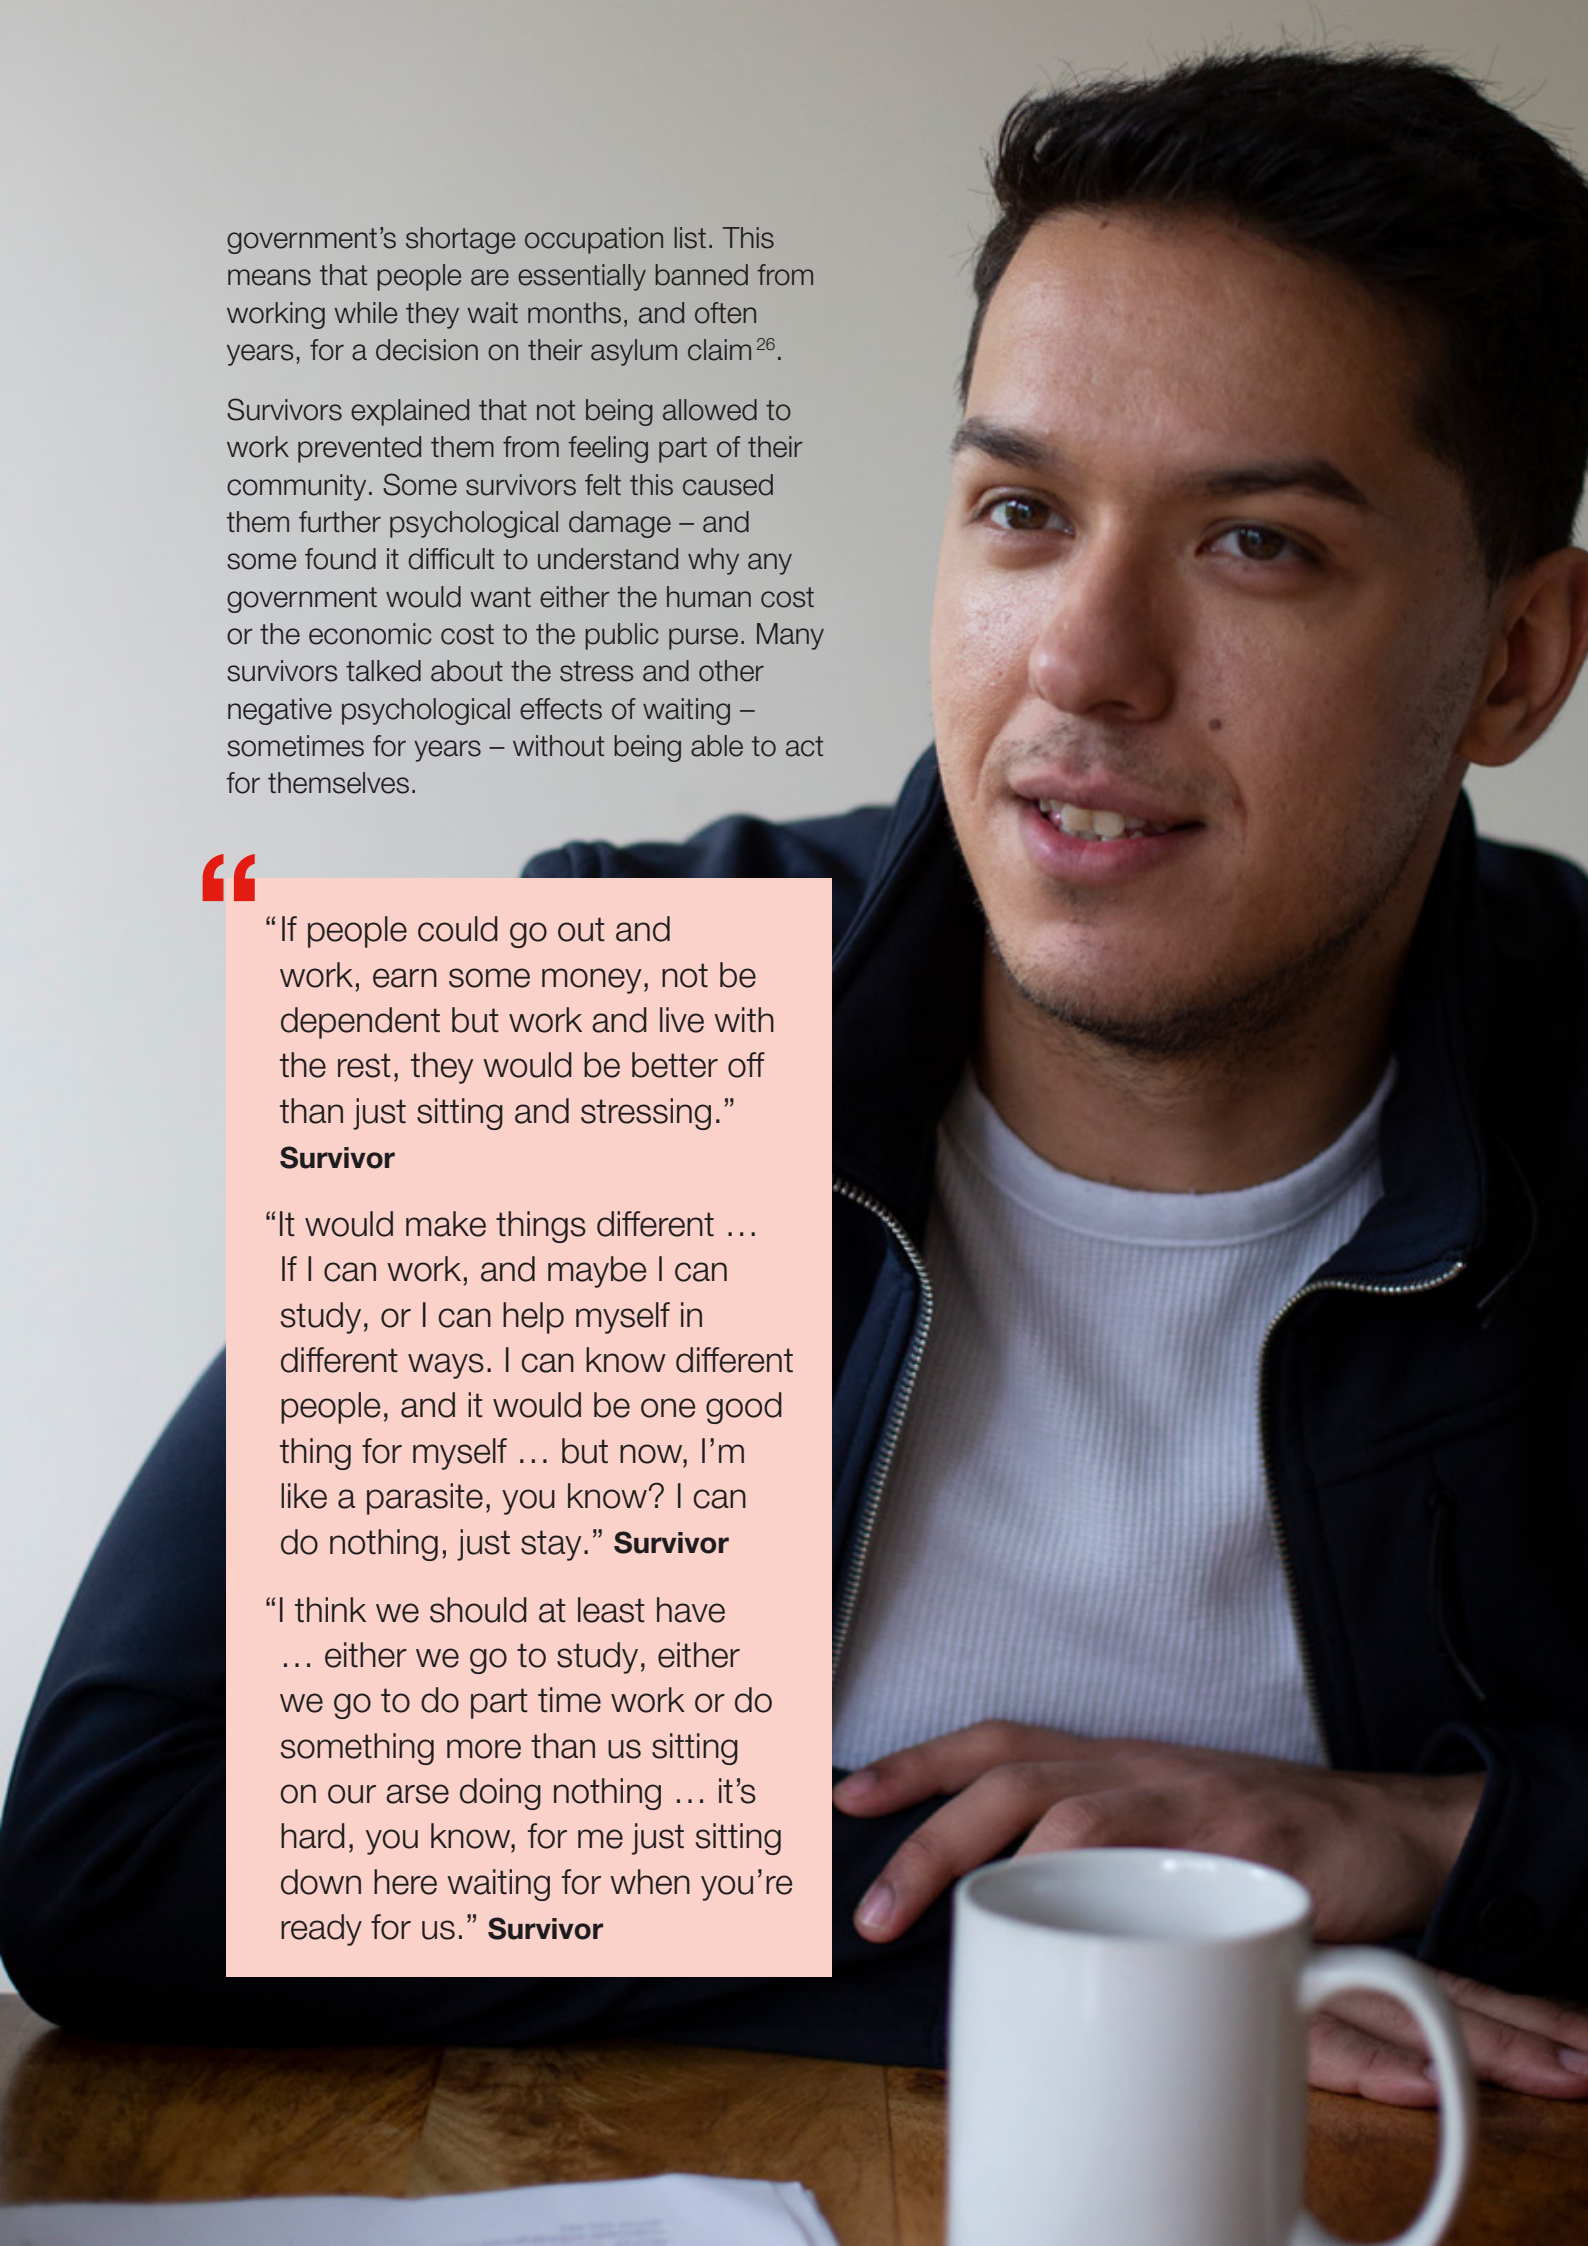 government’s shortage occupation list. This
means that people are essentially banned from
working while they wait months, and often
years, for a decision on their asylum claim 26.
Survivors explained that not being allowed to
work prevented them from feeling part of their
community. Some survivors felt this caused
them further psychological damage – and
some found it difficult to understand why any
government would want either the human cost
or the economic cost to the public purse. Many
survivors talked about the stress and other
negative psychological effects of waiting –
sometimes for years – without being able to act
for themselves.
“
“If people could go out and
work, earn some money, not be
dependent but work and live with
the rest, they would be better off
than just sitting and stressing.”
Survivor
“It would make things different …
If I can work, and maybe I can
study, or I can help myself in
different ways. I can know different
people, and it would be one good
thing for myself … but now, I’m
like a parasite, you know? I can
do nothing, just stay.” Survivor
“I think we should at least have
… either we go to study, either
we go to do part time work or do
something more than us sitting
on our arse doing nothing … it’s
hard, you know, for me just sitting
down here waiting for when you’re
ready for us.” Survivor